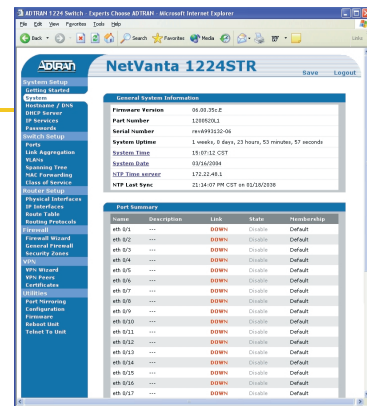 ADTRAN 1224 Switch - Experts Choose ADTRAN - Microsoft Internet Explorer
File Edit View Favorites Tools Help
Back Search Favorites Media Links
ADTRAN
NetVanta 1224STR
Save Logout
System Setup
Getting Started
System
Hostname / DNS
DHCP Server
IP Services
Passwords
Switch Setup
Ports
Link Aggregation
VLANs
Spanning Tree
MAC Forwarding
Class of Service
Router Setup
Physical Interfaces
IP Interfaces
Route Table
Routing Protocols
Firewall
Firewall Wizard
General Firewall
Security Zones
VPN
VPN Wizard
VPN Peers
Certificates
Utilities
Port Mirroring
Configuration
Firmware
Reboot Unit
Telnet To Unit
General System Information
Firmware Version 06.00.35c.E
Part Number 1200520L1
Serial Number
System Uptime 1 weeks, 0 days, 23 hours, 53 minutes, 57 seconds
System Time 15:07:12 CST
System Date 03/16/2004
NTP Time server 172.22.48.1
NTP Last Sync 21:14:07 PM CST on 01/18/2038
Port Summary
Name Description Link State Membership
eth 0/1 --- DOWN Disable Default
eth 0/2 --- DOWN Disable Default
eth 0/3 --- DOWN Disable Default
eth 0/4 --- DOWN Disable Default
eth 0/5 --- DOWN Disable Default
eth 0/6 --- DOWN Disable Default
eth 0/7 --- DOWN Disable Default
eth 0/8 --- DOWN Disable Default
eth 0/9 --- DOWN Disable Default
eth 0/10 --- DOWN Disable Default
eth 0/11 --- DOWN Disable Default
eth 0/12 --- DOWN Disable Default
eth 0/13 --- DOWN Disable Default
eth 0/14 --- DOWN Disable Default
eth 0/15 --- DOWN Disable Default
eth 0/16 --- DOWN Disable Default
eth 0/17 --- DOWN Disable Default